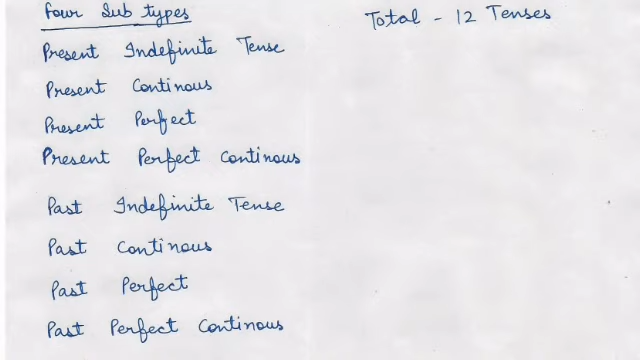 Four Sub types
Total - 12 Tenses
Present Indefinite Tense
Present Continous
Present Perfect
Present Perfect Continous
Past Indefinite Tense
Past Continous
Past Perfect
Past Perfect Continous